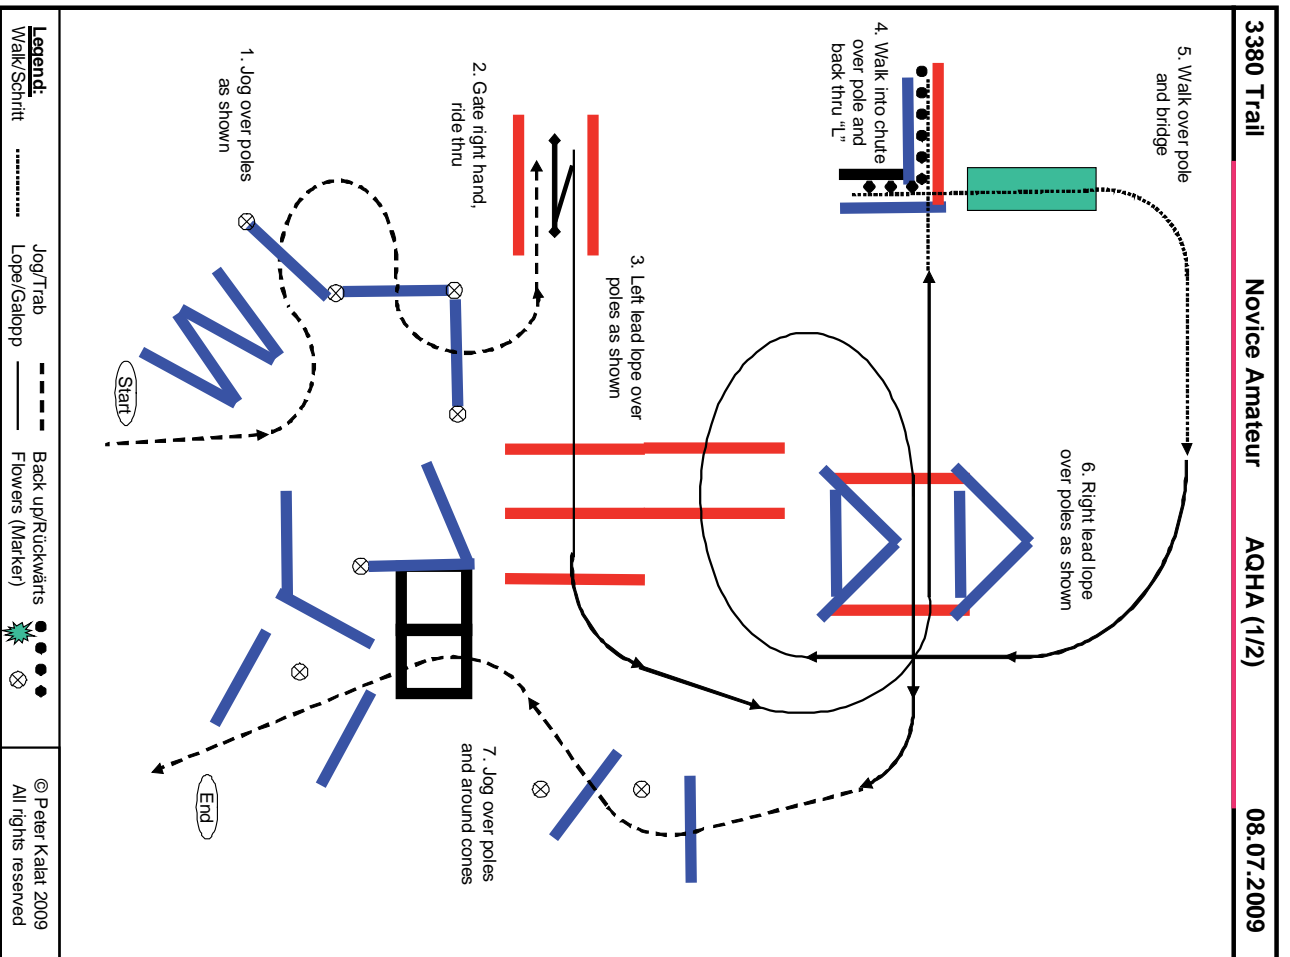 3380 Trail
Novice Amateur
AQHA (1/2)
08.07.2009
5. Walk over pole
and bridge
4. Walk into chute
over pole and
back thru "L"
6. Right lead lope
over poles as shown
3. Left lead lope over
poles as shown
2. Gate right hand,
ride thru
7. Jog over poles
and around cones
1. Jog over poles
as shown
Start
End
Legend:
Walk/Schritt
Jog/Trab
Lope/Galopp
Back up/Rückwärts
Flowers (Marker)
© Peter Kalat 2009
All rights reserved